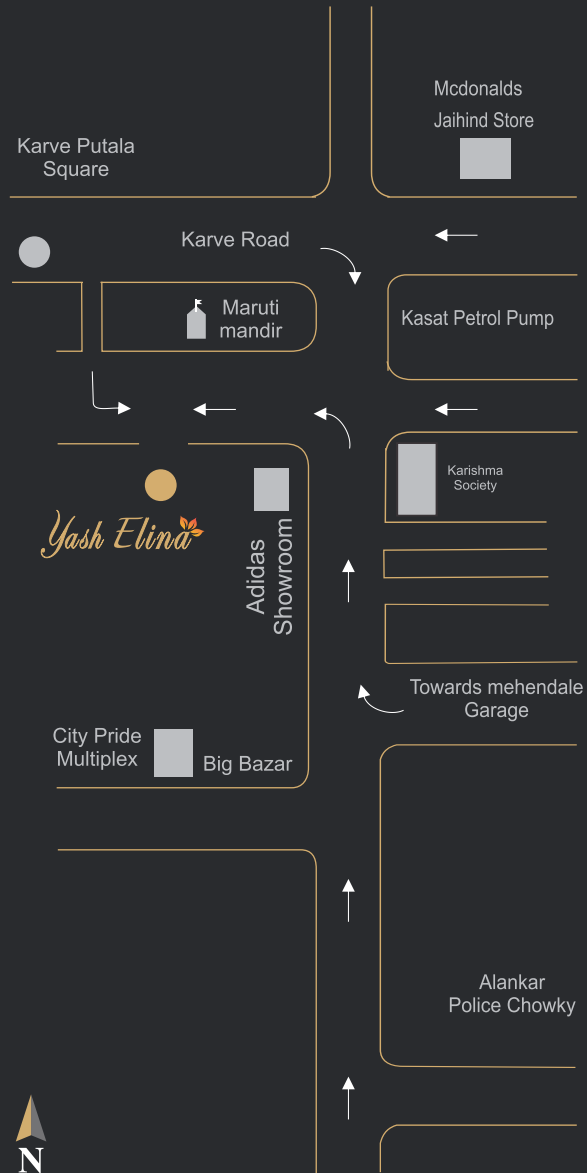 Mcdonalds
Jaihind Store
Karve Putala
Square
Karve Road
Maruti
mandir
Kasat Petrol Pump
Karishma
Society
Yash Elina
Adidas
Showroom
Towards mehendale
Garage
City Pride
Multiplex
Big Bazar
Alankar
Police Chowky
N